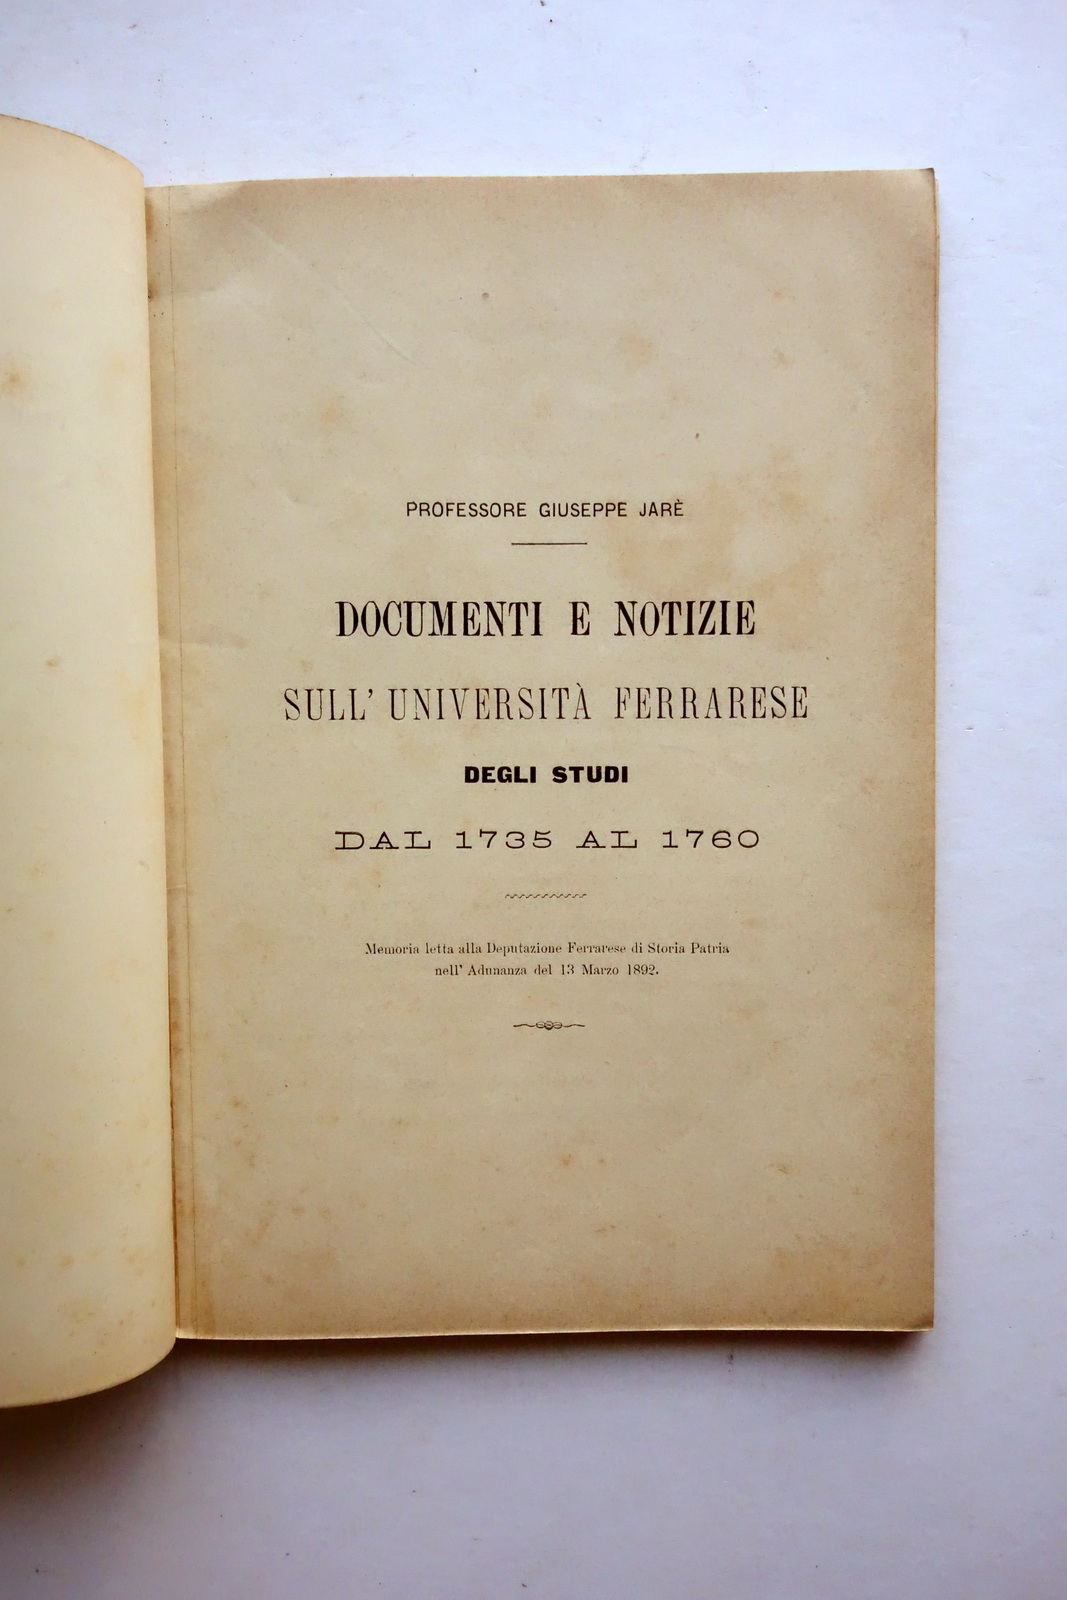 PROFESSORE GIUSEPPE JARÈ
DOCUMENTI E NOTIZIE
SULL' UNIVERSITÀ FERRARESE
DEGLI STUDI
DAL 1735 AL 1760
Memoria letta alla Deputazione Ferrarese di Storia Patria
nell' Adunanza del 13 Marzo 1892.